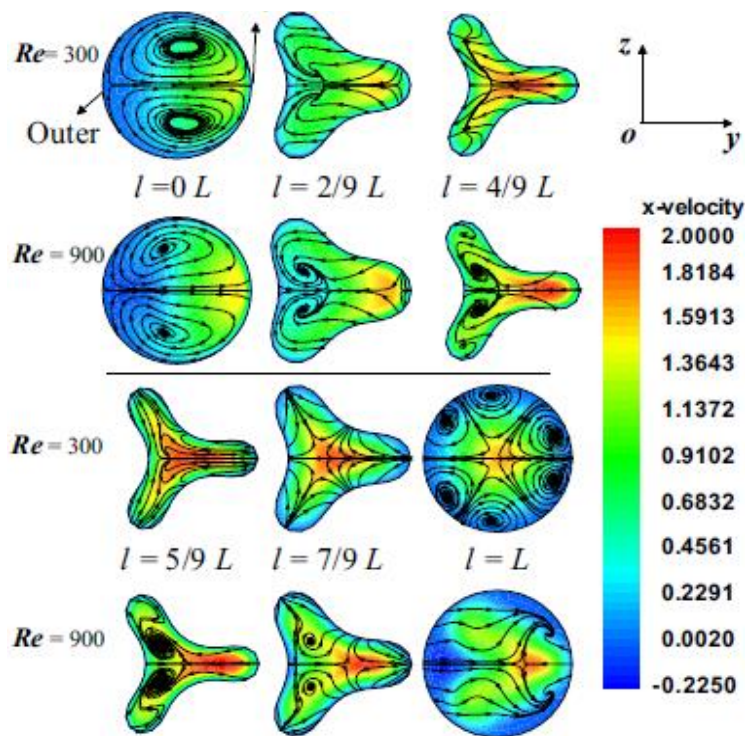 Re= 300
Outer
z
o
y
l =0 L
l = 2/9 L
l = 4/9 L
Re = 900
x-velocity
2.0000
1.8184
1.5913
1.3643
1.1372
0.9102
0.6832
0.4561
0.2291
0.0020
-0.2250
Re= 300
l = 5/9 L
l = 7/9 L
l = L
Re = 900